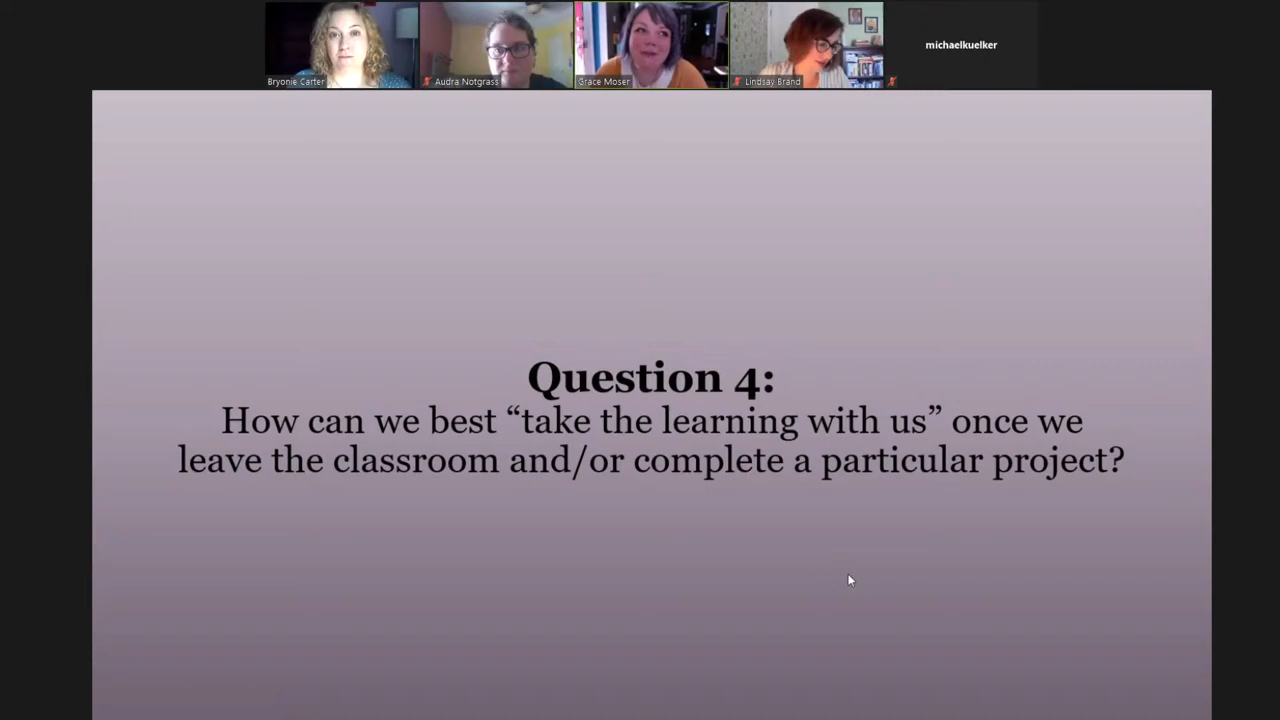 Bryonie Carter
Audra Notgrass
Grace Moser
Lindsay Brand
michaelkuelker
Question 4:
How can we best “take the learning with us” once we
leave the classroom and/or complete a particular project?